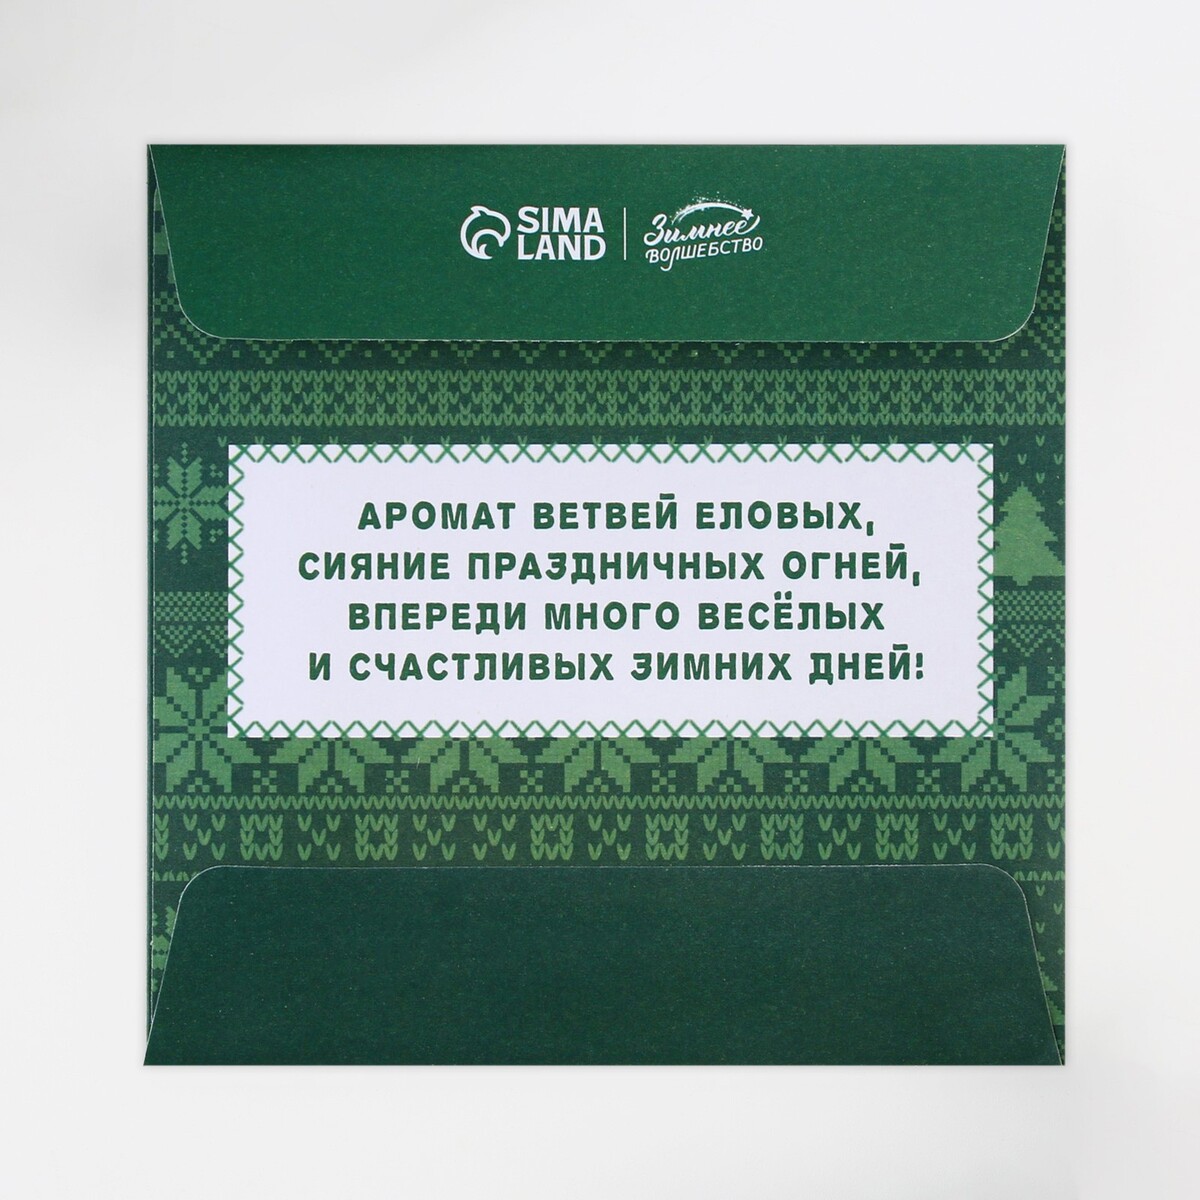 SIMA
LAND
Зимнее
ВОЛШЕБСТВО
АРОМАТ ВЕТВЕЙ ЕЛОВЫХ,
СИЯНИЕ ПРАЗДНИЧНЫХ ОГНЕЙ,
ВПЕРЕДИ МНОГО ВЕСЁЛЫХ
И СЧАСТЛИВЫХ ЗИМНИХ ДНЕЙ!